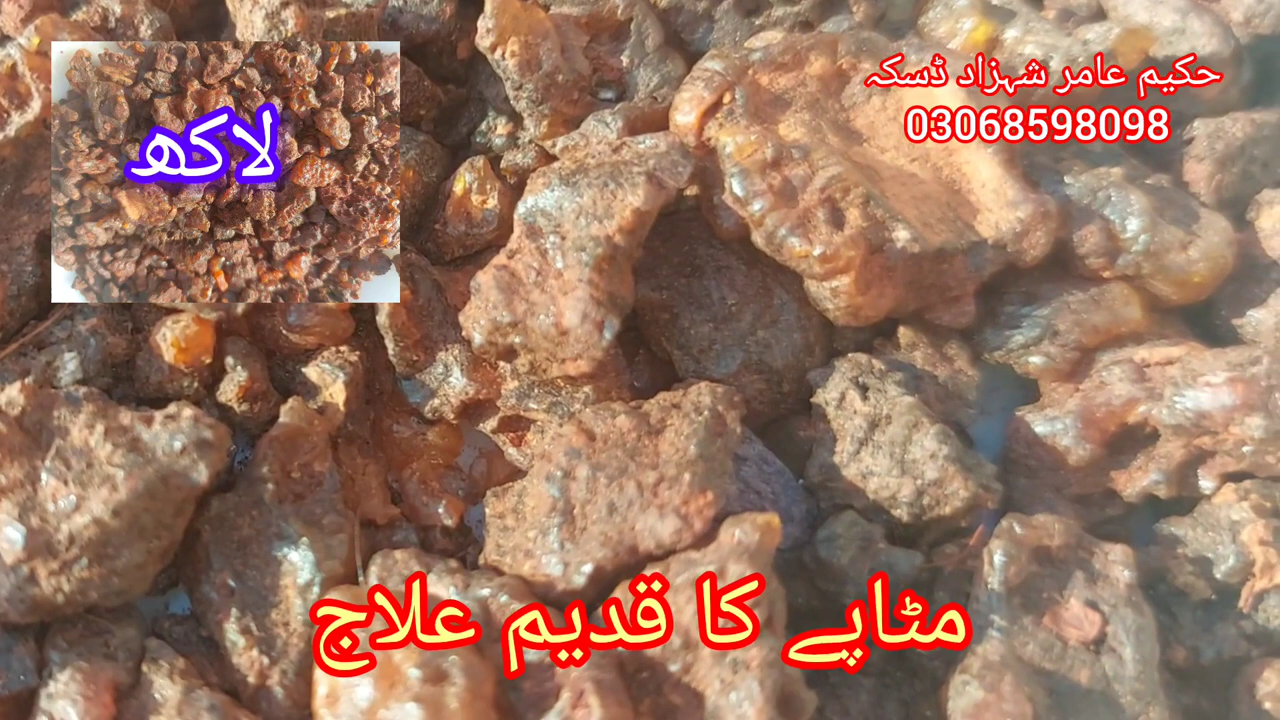 حکیم عامر شہزاد ڈسکہ
03068598098
لاکھ
مٹاپے کا قدیم علاج